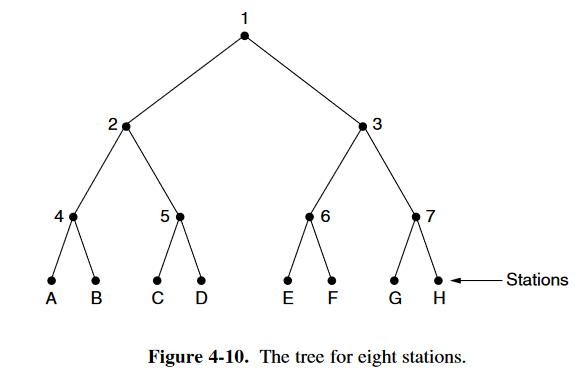 1
2 3
4 5 6 7
A B C D E F G H Stations
Figure 4-10. The tree for eight stations.